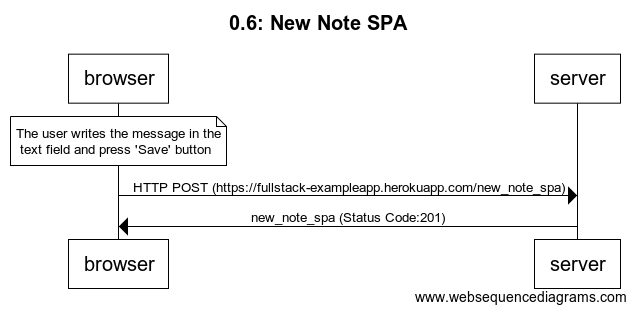 0.6: New Note SPA
browser
server
The user writes the message in the
text field and press 'Save' button
HTTP POST (https://fullstack-exampleapp.herokuapp.com/new_note_spa)
new_note_spa (Status Code:201)
browser
server
www.websequencediagrams.com